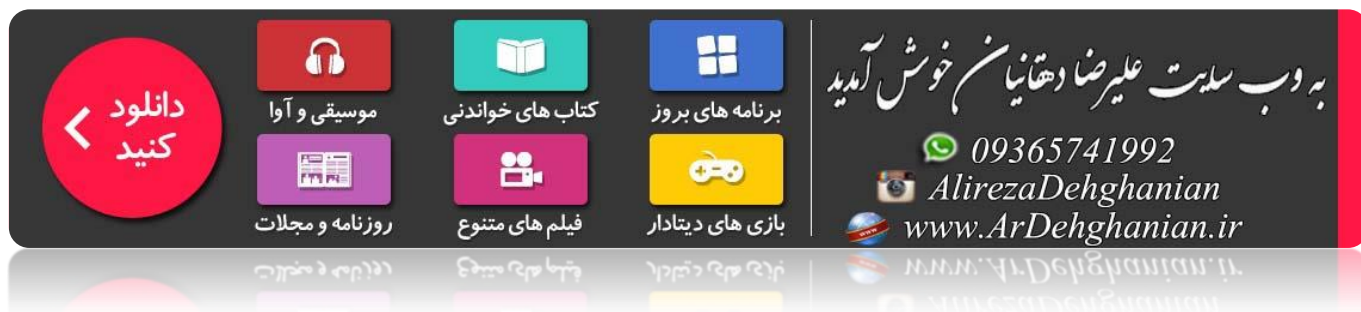 به وب سایت علیرضا دهقانیان خوش آمدید
09365741992
AlirezaDehghanian
www.ArDehghanian.ir
برنامه های بروز
کتاب های خواندنی
موسیقی و آوا
بازی های دیتادار
فیلم های متنوع
روزنامه و مجلات
دانلود
کنید